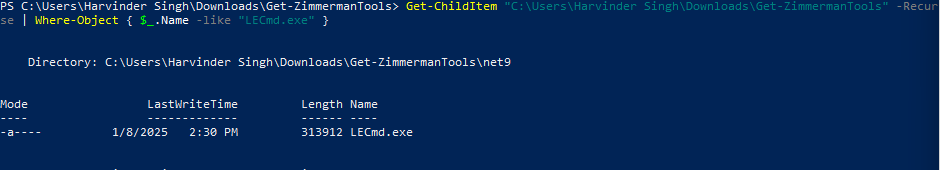 PS C:\Users\Harvinder Singh\Downloads\Get-ZimmermanTools> Get-ChildItem "C:\Users\Harvinder Singh\Downloads\Get-ZimmermanTools" -Recur
se | Where-Object { $_.Name -like "LECmd.exe" }
Directory: C:\Users\Harvinder Singh\Downloads\Get-ZimmermanTools\net9
Mode LastWriteTime Length Name
---- ------------- ------ ----
-a---- 1/8/2025 2:30 PM 313912 LECmd.exe